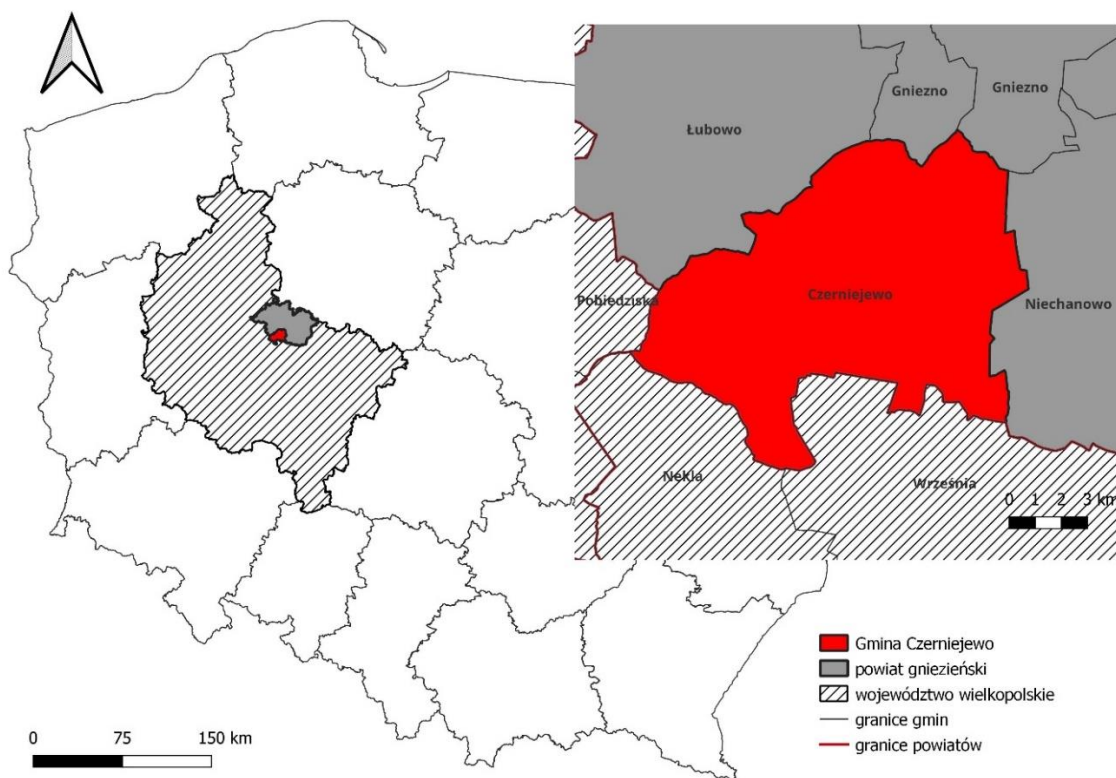 Gniezno
Gniezno
Łubowo
Pobiedziska
Czerniejewo
Niechanowo
Nekla
Września
0 1 2 3 km
Gmina Czerniejewo
powiat gnieźieński
województwo wielkopolskie
granice gmin
granice powiatów
0 75 150 km